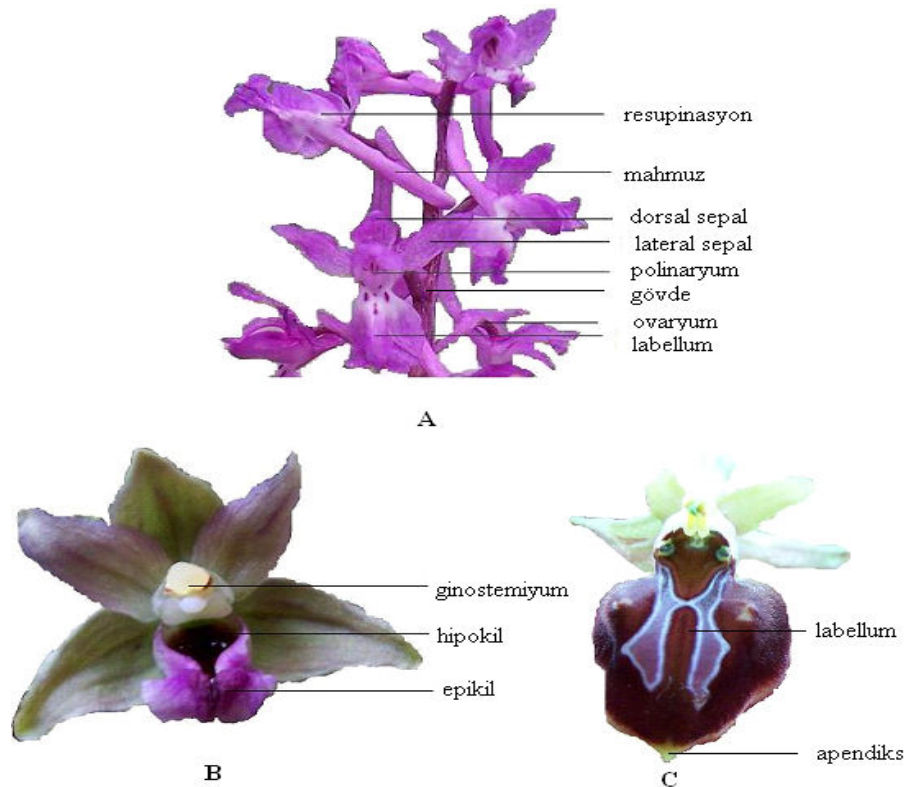 resupinasyon
mahmuz
dorsal sepal
lateral sepal
polinaryum
gövde
ovaryum
labellum
A
ginostemiyum
hipokil
epikil
B
labellum
apendiks
C